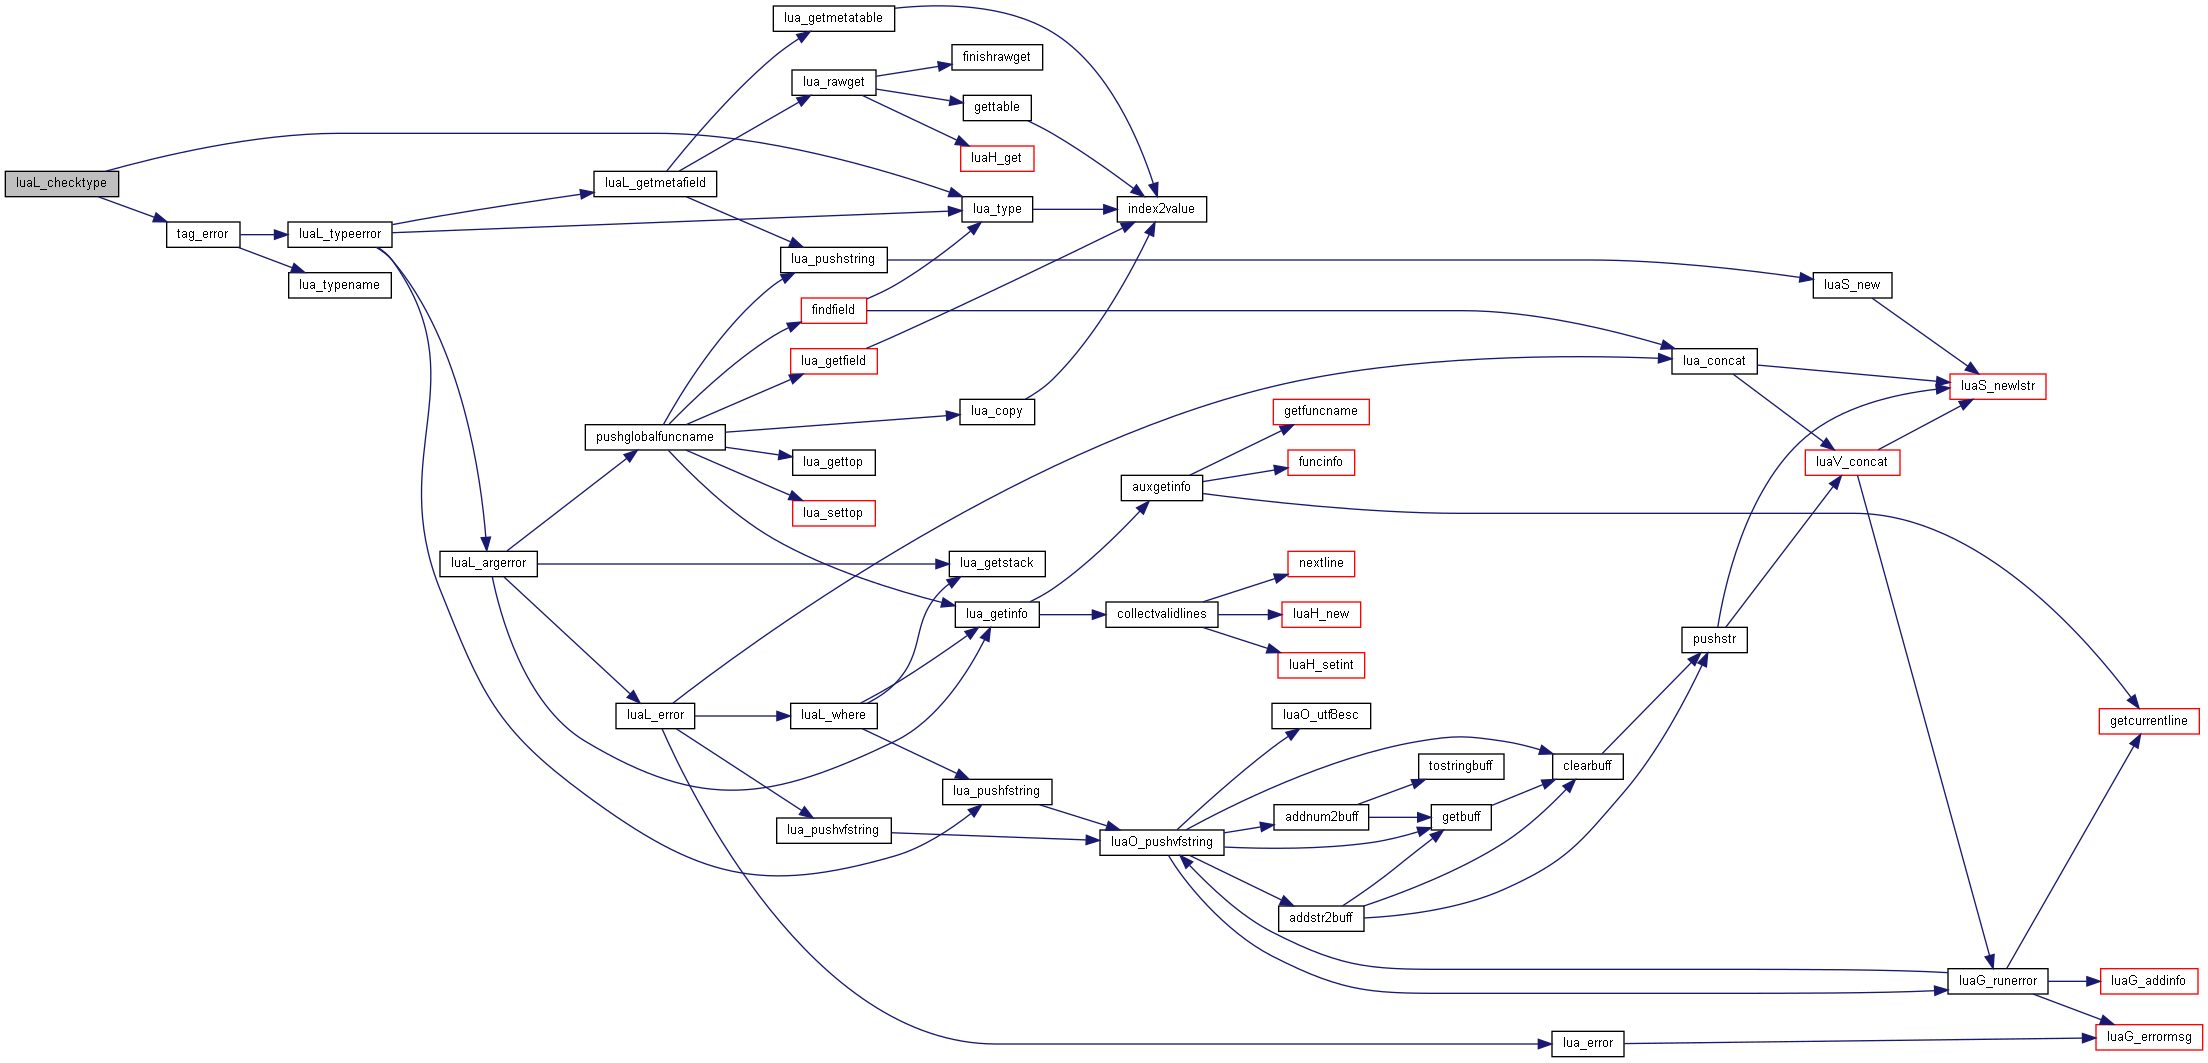 lua_getmetatable
finishrawget
lua_rawget
gettable
luaH_get
luaL_checktype
luaL_getmetafield
lua_type
index2value
tag_error
luaL_typeerror
lua_pushstring
lua_typename
luaS_new
findfield
lua_getfield
lua_concat
luaS_newlstr
lua_copy
getfuncname
pushglobalfuncname
lua_gettop
funcinfo
luaV_concat
auxgetinfo
lua_settop
luaL_argerror
lua_getstack
nextline
lua_getinfo
collectvalidlines
luaH_new
pushstr
luaH_setint
luaL_error
luaL_where
luaO_utf8esc
getcurrentline
tostringbuff
clearbuff
lua_pushfstring
addnum2buff
getbuff
lua_pushvfstring
luaO_pushvfstring
addstr2buff
luaG_runerror
luaG_addinfo
lua_error
luaG_errormsg